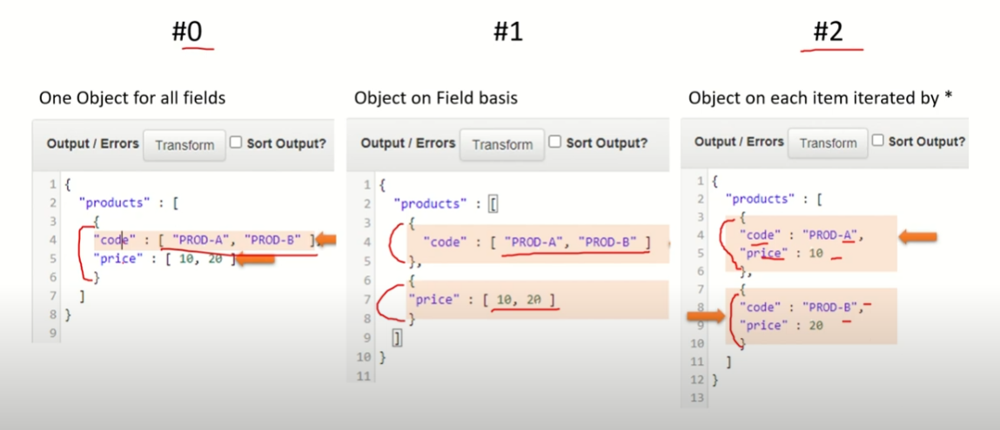 #0
One Object for all fields
Output / Errors Transform Sort Output?
1 {
2 "products" : [
3 {
4 "code" : [ "PROD-A", "PROD-B" ],
5 "price" : [ 10, 20 ]
6 }
7 ]
8 }
9
#1
Object on Field basis
Output / Errors Transform Sort Output?
1 {
2 "products" : [
3 {
4 "code" : [ "PROD-A", "PROD-B" ]
5 },
6 {
7 "price" : [ 10, 20 ]
8 }
9 ]
10 }
11
#2
Object on each item iterated by *
Output / Errors Transform Sort Output?
1 {
2 "products" : [
3 {
4 "code" : "PROD-A",
5 "price" : 10
6 },
7 {
8 "code" : "PROD-B",
9 "price" : 20
10 }
11 ]
12 }
13